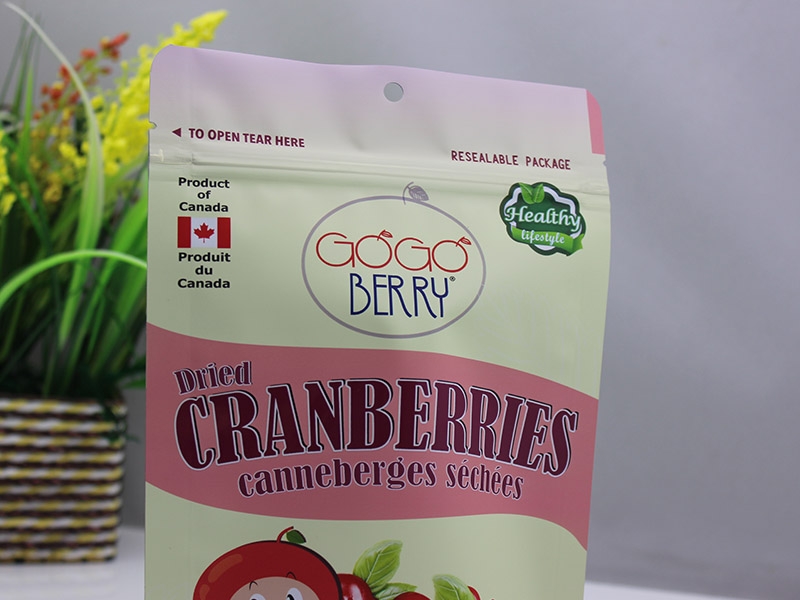 ◄ TO OPEN TEAR HERE
RESEALABLE PACKAGE
Product
of
Canada
Produit
du
Canada
GOGO
BERRY®
Healthy
lifestyle
Dried
CRANBERRIES
canneberges séchées